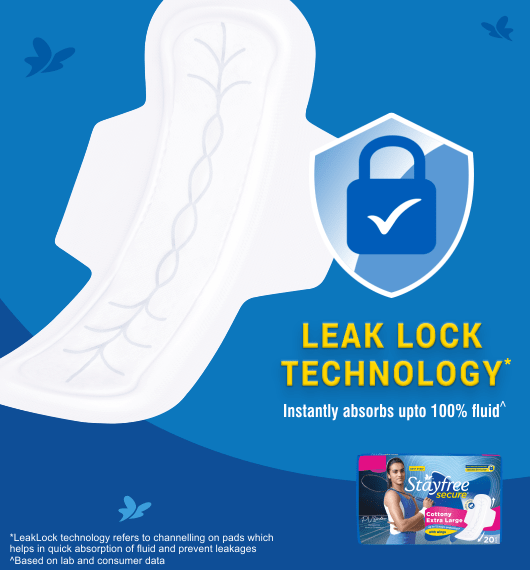 LEAK LOCK
TECHNOLOGY*
Instantly absorbs upto 100% fluid^
Stayfree
secure
Cottony
Extra Large
20
*LeakLock technology refers to channelling on pads which
helps in quick absorption of fluid and prevent leakages
^Based on lab and consumer data